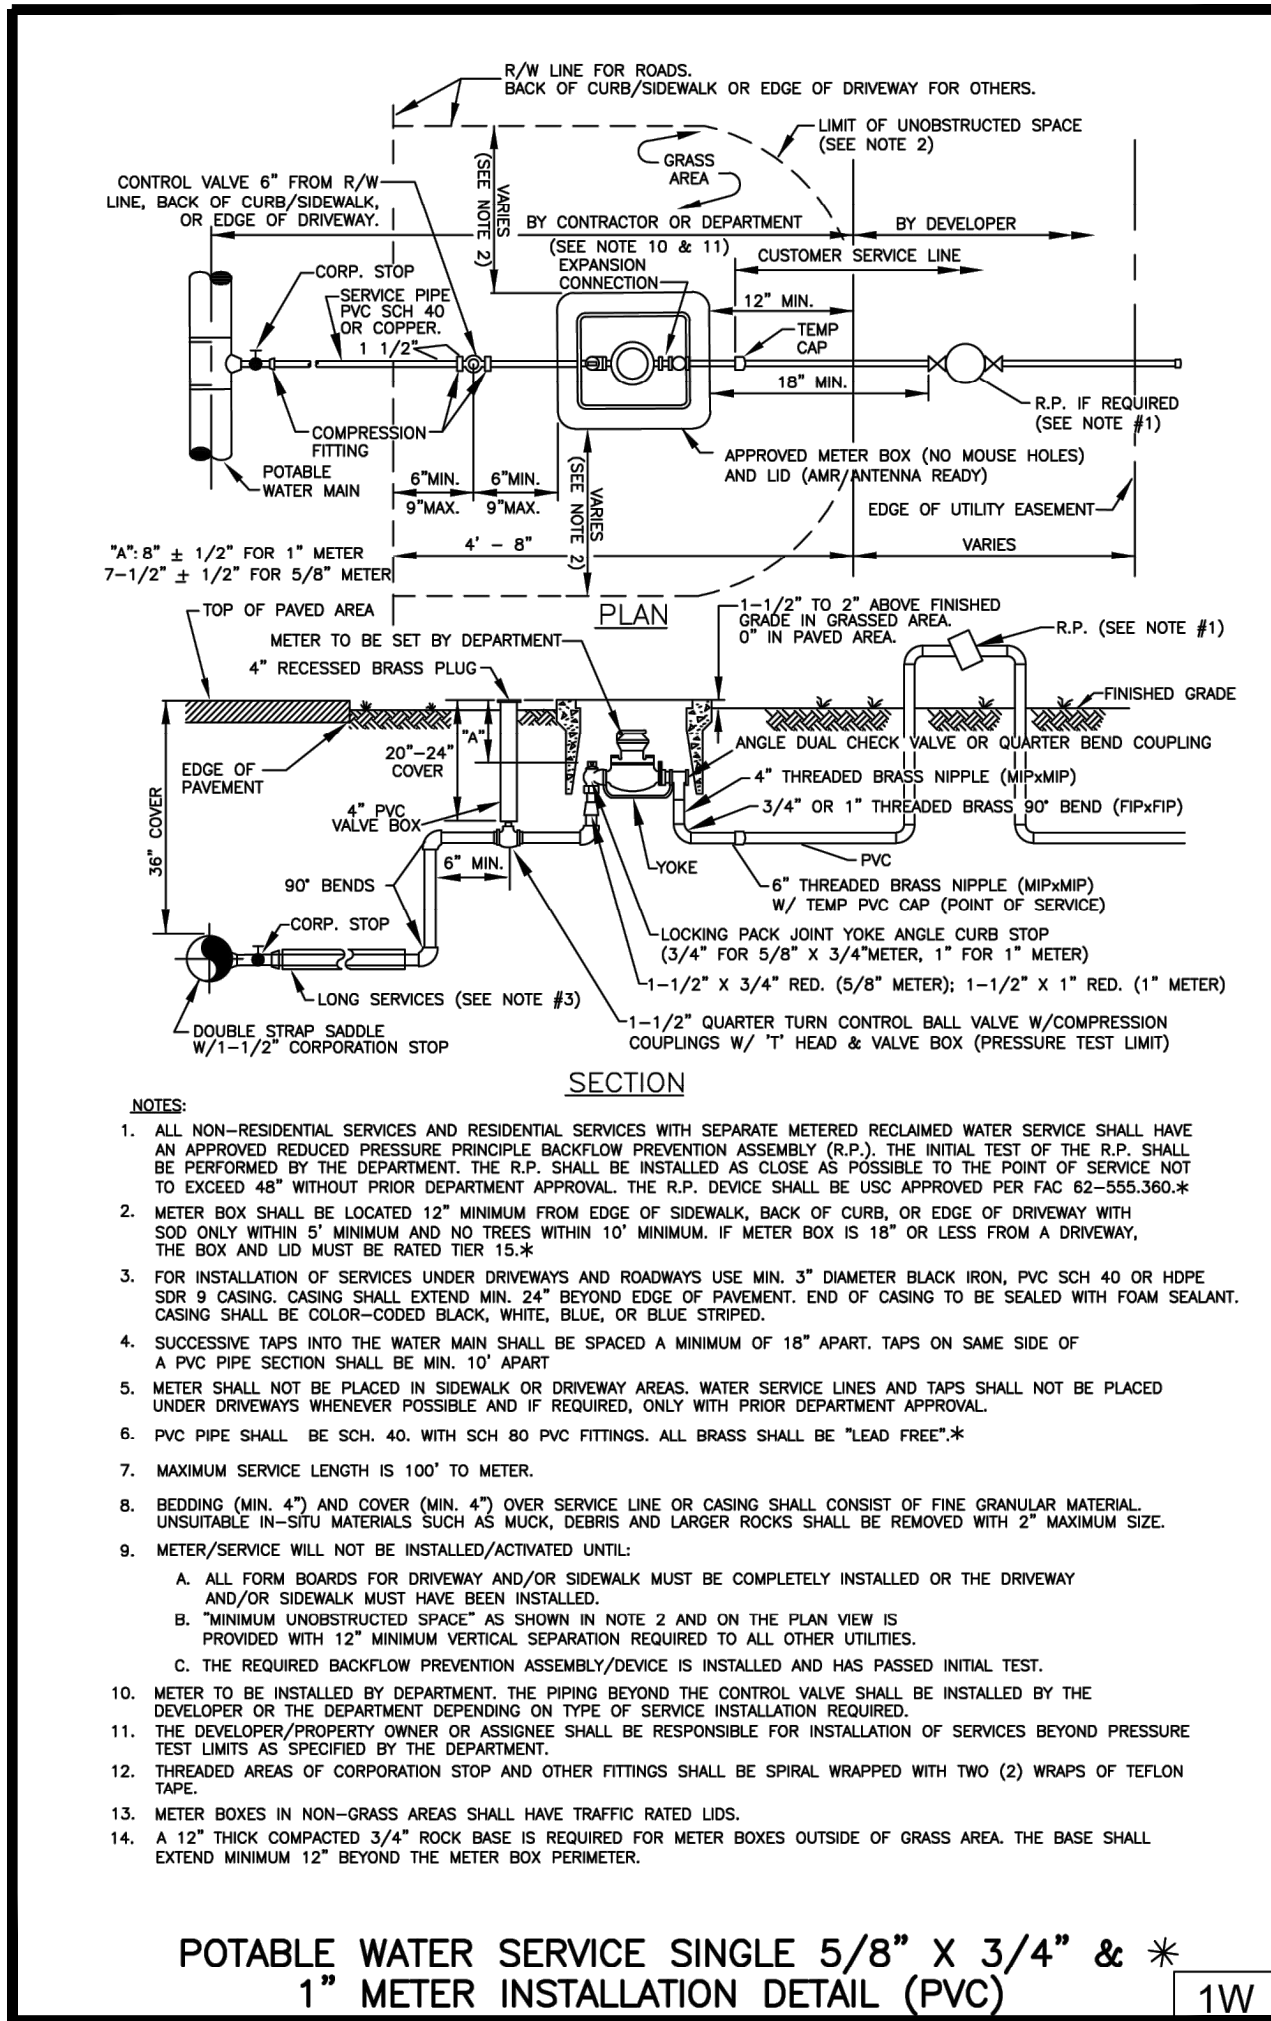 R/W LINE FOR ROADS.
BACK OF CURB/SIDEWALK OR EDGE OF DRIVEWAY FOR OTHERS.
LIMIT OF UNOBSTRUCTED SPACE
(SEE NOTE 2)
GRASS
AREA
VARIES
(SEE NOTE 2)
CONTROL VALVE 6" FROM R/W
LINE, BACK OF CURB/SIDEWALK,
OR EDGE OF DRIVEWAY.
BY CONTRACTOR OR DEPARTMENT
BY DEVELOPER
(SEE NOTE 10 & 11)
EXPANSION
CONNECTION
CUSTOMER SERVICE LINE
CORP. STOP
SERVICE PIPE
PVC SCH 40
OR COPPER.
1 1/2"
12" MIN.
TEMP
CAP
18" MIN.
R.P. IF REQUIRED
(SEE NOTE #1)
COMPRESSION
FITTING
POTABLE
WATER MAIN
APPROVED METER BOX (NO MOUSE HOLES)
AND LID (AMR/ANTENNA READY)
6"MIN.
9"MAX.
6"MIN.
9"MAX.
VARIES
(SEE NOTE 2)
EDGE OF UTILITY EASEMENT
4' - 8"
VARIES
"A": 8" ± 1/2" FOR 1" METER
7-1/2" ± 1/2" FOR 5/8" METER
PLAN
TOP OF PAVED AREA
METER TO BE SET BY DEPARTMENT
4" RECESSED BRASS PLUG
1-1/2" TO 2" ABOVE FINISHED
GRADE IN GRASSED AREA.
0" IN PAVED AREA.
R.P. (SEE NOTE #1)
FINISHED GRADE
"A"
20"-24"
COVER
ANGLE DUAL CHECK VALVE OR QUARTER BEND COUPLING
EDGE OF
PAVEMENT
4" THREADED BRASS NIPPLE (MIPxMIP)
4" PVC
VALVE BOX
3/4" OR 1" THREADED BRASS 90° BEND (FIPxFIP)
36" COVER
6" MIN.
YOKE
PVC
90° BENDS
6" THREADED BRASS NIPPLE (MIPxMIP)
W/ TEMP PVC CAP (POINT OF SERVICE)
CORP. STOP
LOCKING PACK JOINT YOKE ANGLE CURB STOP
(3/4" FOR 5/8" X 3/4"METER, 1" FOR 1" METER)
1-1/2" X 3/4" RED. (5/8" METER); 1-1/2" X 1" RED. (1" METER)
LONG SERVICES (SEE NOTE #3)
DOUBLE STRAP SADDLE
W/1-1/2" CORPORATION STOP
1-1/2" QUARTER TURN CONTROL BALL VALVE W/COMPRESSION
COUPLINGS W/ 'T' HEAD & VALVE BOX (PRESSURE TEST LIMIT)
SECTION
NOTES:
1. ALL NON-RESIDENTIAL SERVICES AND RESIDENTIAL SERVICES WITH SEPARATE METERED RECLAIMED WATER SERVICE SHALL HAVE
AN APPROVED REDUCED PRESSURE PRINCIPLE BACKFLOW PREVENTION ASSEMBLY (R.P.). THE INITIAL TEST OF THE R.P. SHALL
BE PERFORMED BY THE DEPARTMENT. THE R.P. SHALL BE INSTALLED AS CLOSE AS POSSIBLE TO THE POINT OF SERVICE NOT
TO EXCEED 48" WITHOUT PRIOR DEPARTMENT APPROVAL. THE R.P. DEVICE SHALL BE USC APPROVED PER FAC 62-555.360.*
2. METER BOX SHALL BE LOCATED 12" MINIMUM FROM EDGE OF SIDEWALK, BACK OF CURB, OR EDGE OF DRIVEWAY WITH
SOD ONLY WITHIN 5' MINIMUM AND NO TREES WITHIN 10' MINIMUM. IF METER BOX IS 18" OR LESS FROM A DRIVEWAY,
THE BOX AND LID MUST BE RATED TIER 15.*
3. FOR INSTALLATION OF SERVICES UNDER DRIVEWAYS AND ROADWAYS USE MIN. 3" DIAMETER BLACK IRON, PVC SCH 40 OR HDPE
SDR 9 CASING. CASING SHALL EXTEND MIN. 24" BEYOND EDGE OF PAVEMENT. END OF CASING TO BE SEALED WITH FOAM SEALANT.
CASING SHALL BE COLOR-CODED BLACK, WHITE, BLUE, OR BLUE STRIPED.
4. SUCCESSIVE TAPS INTO THE WATER MAIN SHALL BE SPACED A MINIMUM OF 18" APART. TAPS ON SAME SIDE OF
A PVC PIPE SECTION SHALL BE MIN. 10' APART
5. METER SHALL NOT BE PLACED IN SIDEWALK OR DRIVEWAY AREAS. WATER SERVICE LINES AND TAPS SHALL NOT BE PLACED
UNDER DRIVEWAYS WHENEVER POSSIBLE AND IF REQUIRED, ONLY WITH PRIOR DEPARTMENT APPROVAL.
6. PVC PIPE SHALL BE SCH. 40. WITH SCH 80 PVC FITTINGS. ALL BRASS SHALL BE "LEAD FREE".*
7. MAXIMUM SERVICE LENGTH IS 100' TO METER.
8. BEDDING (MIN. 4") AND COVER (MIN. 4") OVER SERVICE LINE OR CASING SHALL CONSIST OF FINE GRANULAR MATERIAL.
UNSUITABLE IN-SITU MATERIALS SUCH AS MUCK, DEBRIS AND LARGER ROCKS SHALL BE REMOVED WITH 2" MAXIMUM SIZE.
9. METER/SERVICE WILL NOT BE INSTALLED/ACTIVATED UNTIL:
A. ALL FORM BOARDS FOR DRIVEWAY AND/OR SIDEWALK MUST BE COMPLETELY INSTALLED OR THE DRIVEWAY
AND/OR SIDEWALK MUST HAVE BEEN INSTALLED.
B. "MINIMUM UNOBSTRUCTED SPACE" AS SHOWN IN NOTE 2 AND ON THE PLAN VIEW IS
PROVIDED WITH 12" MINIMUM VERTICAL SEPARATION REQUIRED TO ALL OTHER UTILITIES.
C. THE REQUIRED BACKFLOW PREVENTION ASSEMBLY/DEVICE IS INSTALLED AND HAS PASSED INITIAL TEST.
10. METER TO BE INSTALLED BY DEPARTMENT. THE PIPING BEYOND THE CONTROL VALVE SHALL BE INSTALLED BY THE
DEVELOPER OR THE DEPARTMENT DEPENDING ON TYPE OF SERVICE INSTALLATION REQUIRED.
11. THE DEVELOPER/PROPERTY OWNER OR ASSIGNEE SHALL BE RESPONSIBLE FOR INSTALLATION OF SERVICES BEYOND PRESSURE
TEST LIMITS AS SPECIFIED BY THE DEPARTMENT.
12. THREADED AREAS OF CORPORATION STOP AND OTHER FITTINGS SHALL BE SPIRAL WRAPPED WITH TWO (2) WRAPS OF TEFLON
TAPE.
13. METER BOXES IN NON-GRASS AREAS SHALL HAVE TRAFFIC RATED LIDS.
14. A 12" THICK COMPACTED 3/4" ROCK BASE IS REQUIRED FOR METER BOXES OUTSIDE OF GRASS AREA. THE BASE SHALL
EXTEND MINIMUM 12" BEYOND THE METER BOX PERIMETER.
POTABLE WATER SERVICE SINGLE 5/8" X 3/4" & *
1" METER INSTALLATION DETAIL (PVC)
1W